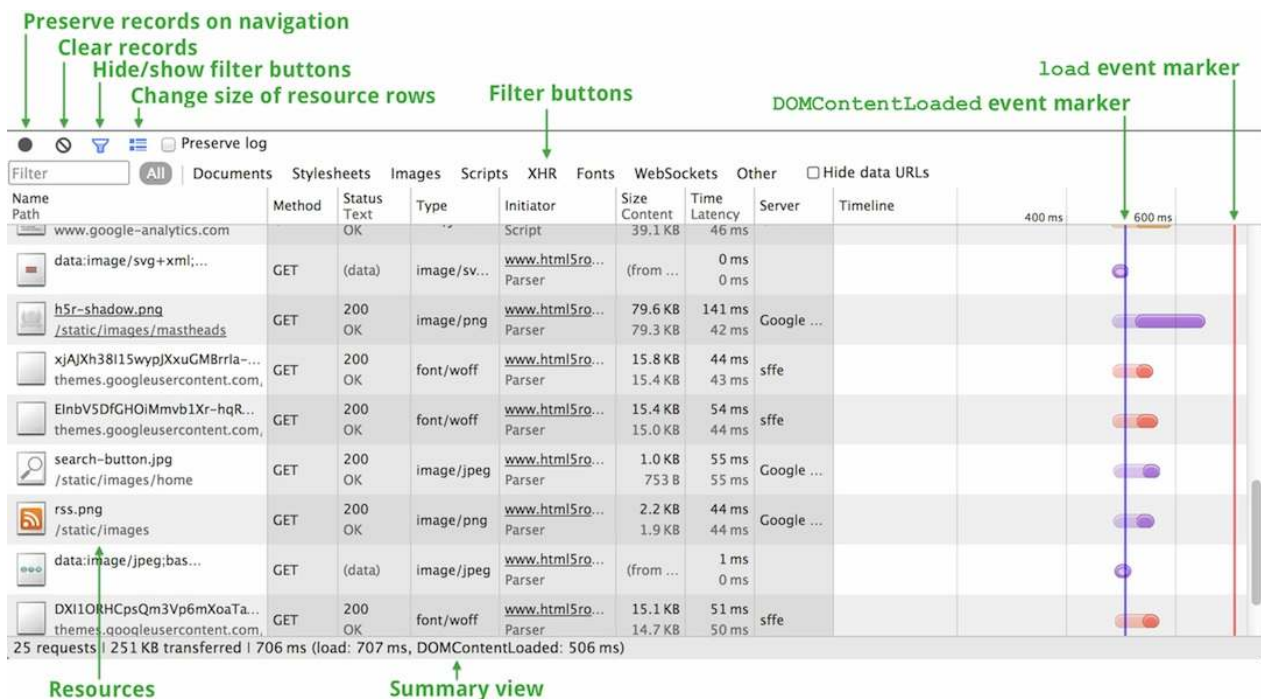 Preserve records on navigation
Clear records
Hide/show filter buttons
Change size of resource rows
Filter buttons
load event marker
DOMContentLoaded event marker
Preserve log
Filter All Documents Stylesheets Images Scripts XHR Fonts WebSockets Other Hide data URLs
Name Path Method Status Text Type Initiator Size Content Time Latency Server Timeline 400 ms 600 ms
www.google-analytics.com OK Script 39.1 KB 46 ms
data:image/svg+xml;... GET (data) image/sv... www.html5ro... (from ... 0 ms
Parser 0 ms
h5r-shadow.png GET 200 image/png www.html5ro... 79.6 KB 141 ms Google ...
/static/images/mastheads OK Parser 79.3 KB 42 ms
GET 200 font/woff www.html5ro... 15.8 KB 44 ms sffe
themes.googleusercontent.com, OK Parser 15.4 KB 43 ms
GET 200 font/woff www.html5ro... 15.4 KB 54 ms sffe
themes.googleusercontent.com, OK Parser 15.0 KB 44 ms
search-button.jpg GET 200 image/jpeg www.html5ro... 1.0 KB 55 ms Google ...
/static/images/home OK Parser 753 B 55 ms
rss.png GET 200 image/png www.html5ro... 2.2 KB 44 ms Google ...
/static/images OK Parser 1.9 KB 44 ms
data:image/jpeg;bas... GET (data) image/jpeg www.html5ro... (from ... 1 ms
Parser 0 ms
GET 200 font/woff www.html5ro... 15.1 KB 51 ms sffe
themes.googleusercontent.com, OK Parser 14.7 KB 50 ms
25 requests | 251 KB transferred | 706 ms (load: 707 ms, DOMContentLoaded: 506 ms)
Resources
Summary view